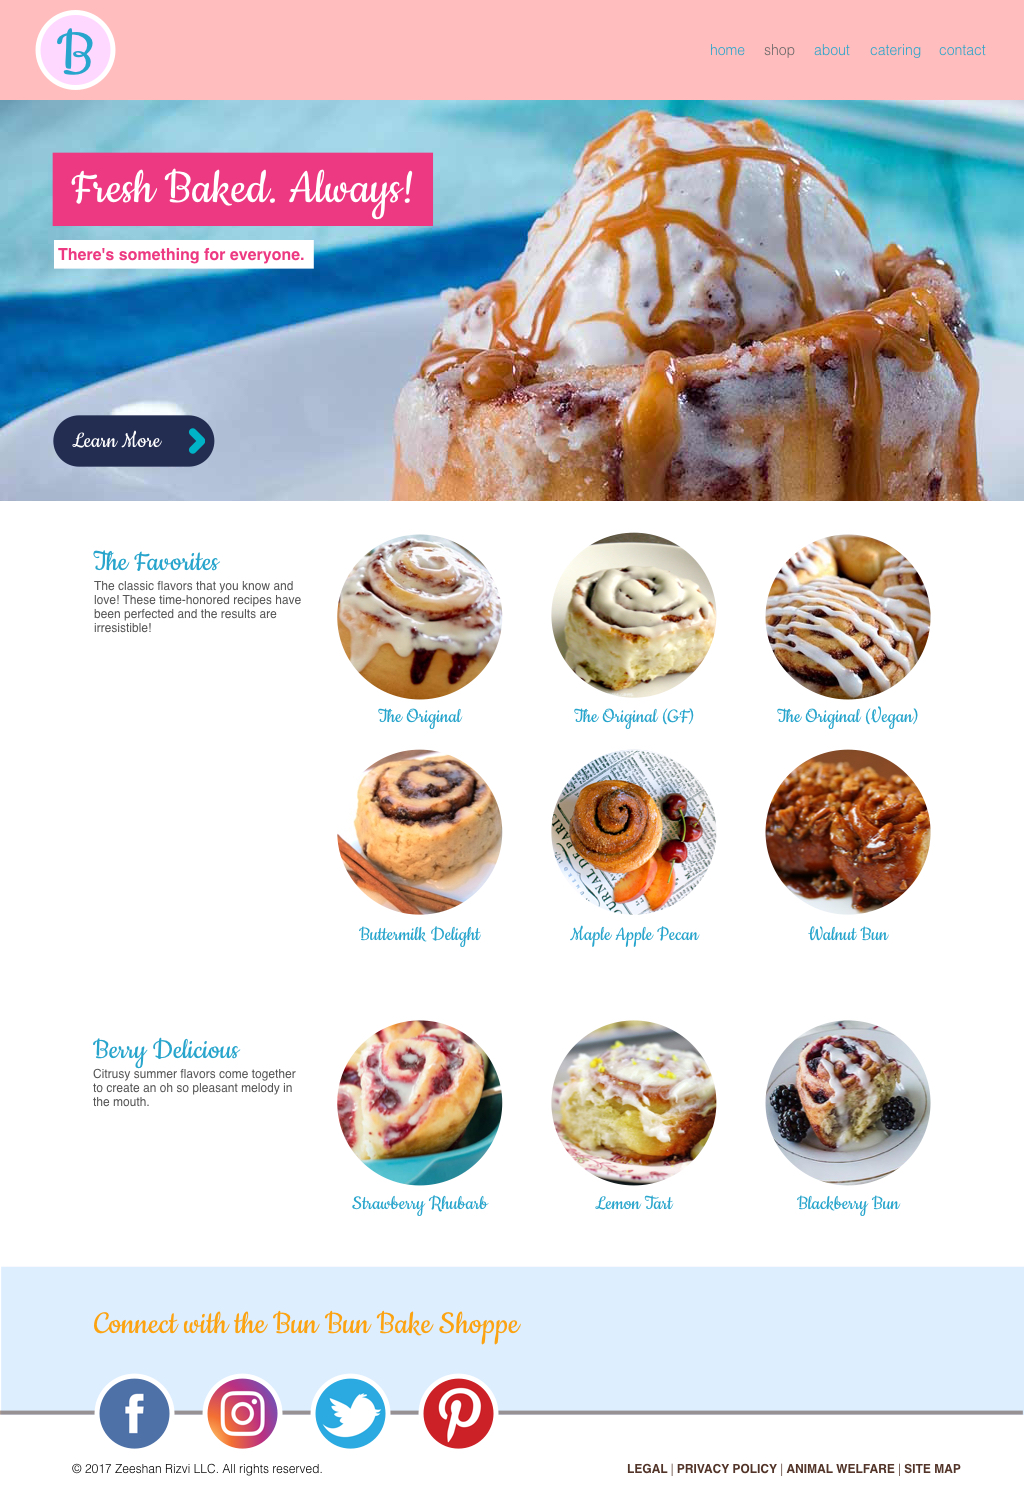 B
home shop about catering contact
Fresh Baked. Always!
There's something for everyone.
Learn More
The Favorites
The classic flavors that you know and
love! These time-honored recipes have
been perfected and the results are
irresistible!
The Original
The Original (GF)
The Original (Vegan)
Buttermilk Delight
Maple Apple Pecan
Walnut Bun
Berry Delicious
Citrusy summer flavors come together
to create an oh so pleasant melody in
the mouth.
Strawberry Rhubarb
Lemon Tart
Blackberry Bun
Connect with the Bun Bun Bake Shoppe
© 2017 Zeeshan Rizvi LLC. All rights reserved.
LEGAL | PRIVACY POLICY | ANIMAL WELFARE | SITE MAP